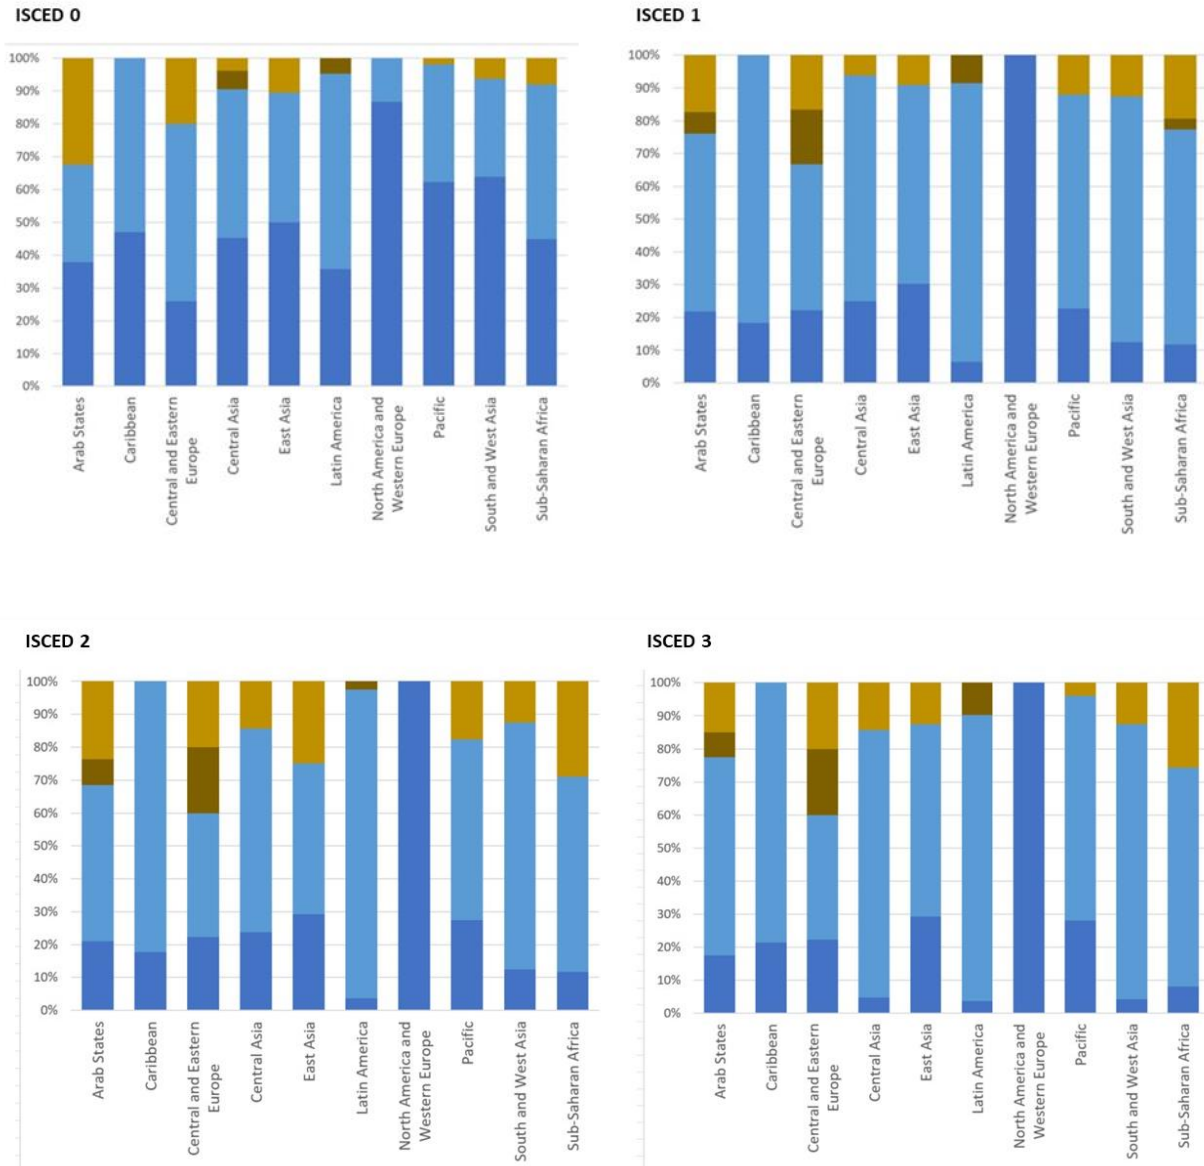 ISCED 0
100%
90%
80%
70%
60%
50%
40%
30%
20%
10%
0%
Arab States
Caribbean
Central and Eastern
Europe
Central Asia
East Asia
Latin America
North America and
Western Europe
Pacific
South and West Asia
Sub-Saharan Africa
ISCED 1
100%
90%
80%
70%
60%
50%
40%
30%
20%
10%
0%
Arab States
Caribbean
Central and Eastern
Europe
Central Asia
East Asia
Latin America
North America and
Western Europe
Pacific
South and West Asia
Sub-Saharan Africa
ISCED 2
100%
90%
80%
70%
60%
50%
40%
30%
20%
10%
0%
Arab States
Caribbean
Central and Eastern
Europe
Central Asia
East Asia
Latin America
North America and
Western Europe
Pacific
South and West Asia
Sub-Saharan Africa
ISCED 3
100%
90%
80%
70%
60%
50%
40%
30%
20%
10%
0%
Arab States
Caribbean
Central and Eastern
Europe
Central Asia
East Asia
Latin America
North America and
Western Europe
Pacific
South and West Asia
Sub-Saharan Africa